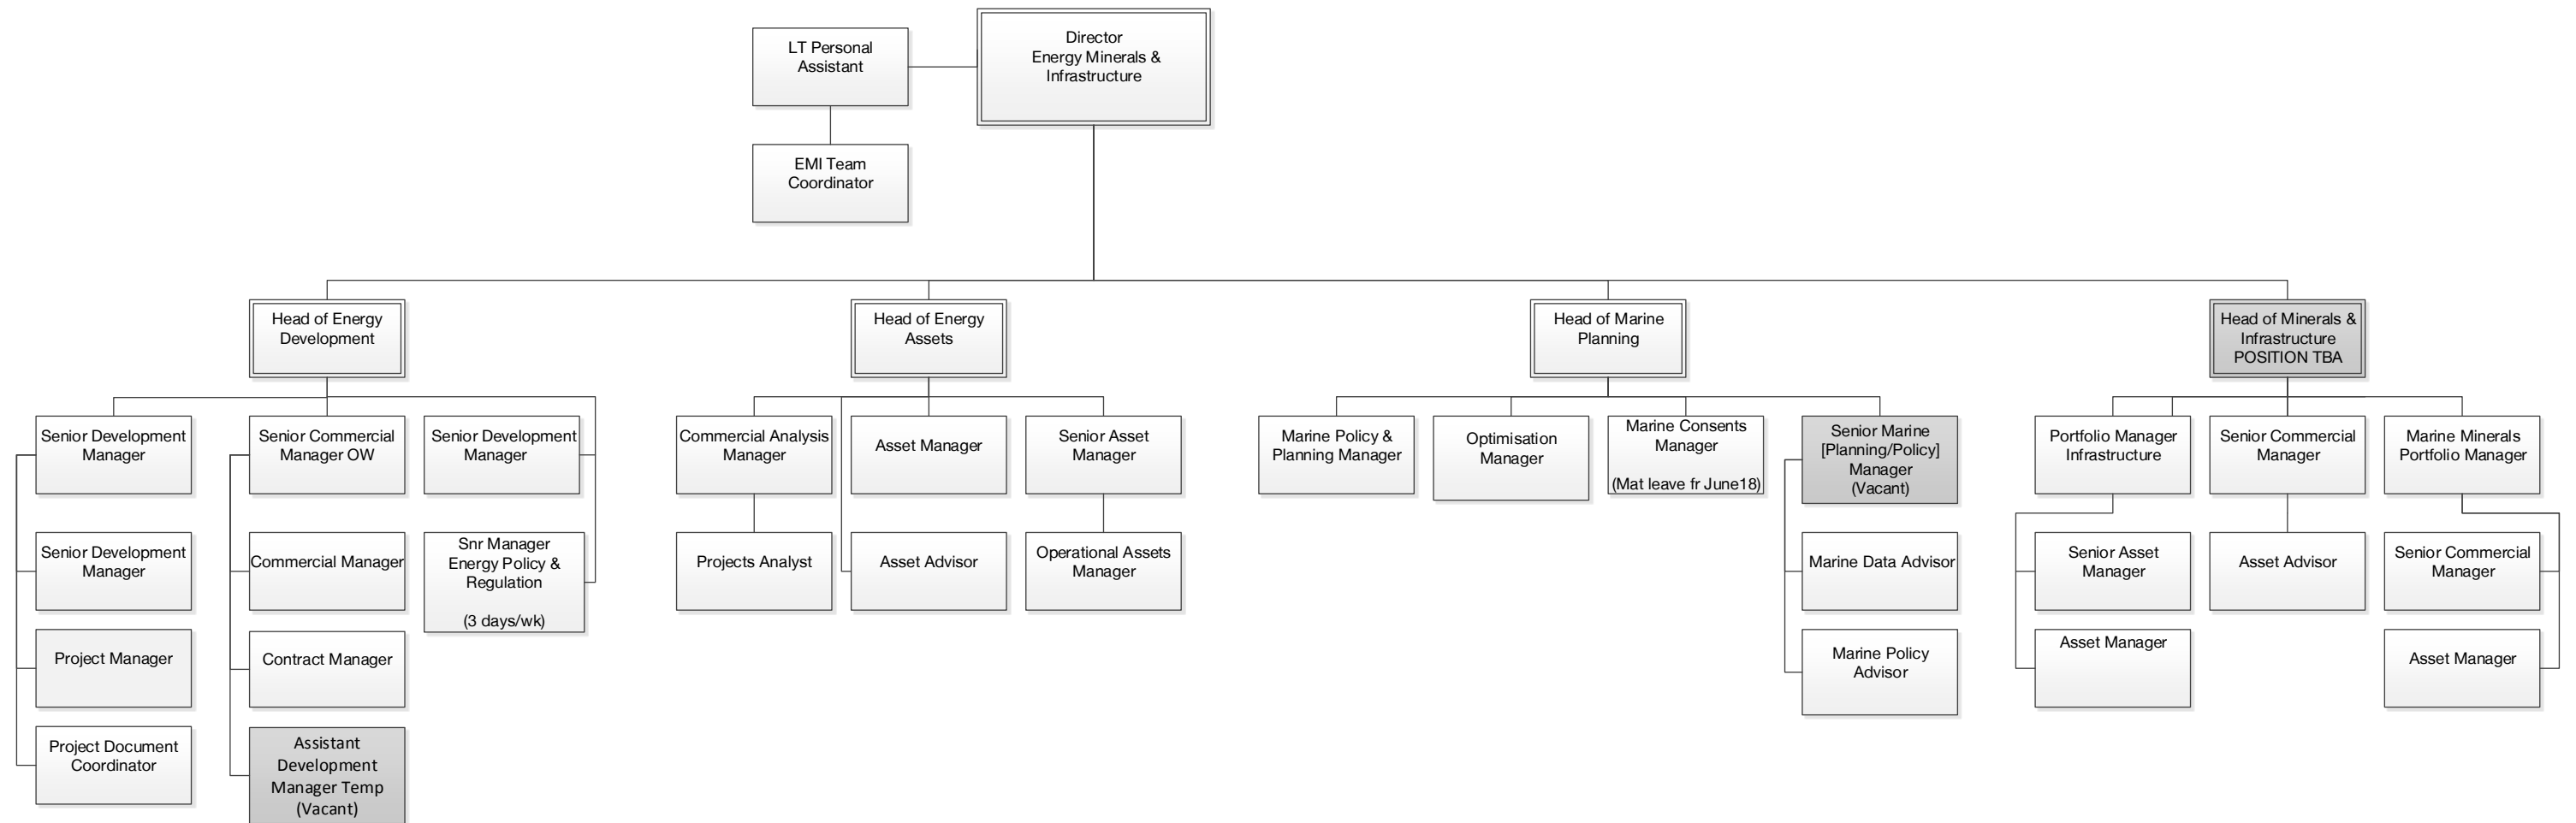 LT Personal
Assistant
Director
Energy Minerals &
Infrastructure
EMI Team
Coordinator
Head of Energy
Development
Head of Energy
Assets
Head of Marine
Planning
Head of Minerals &
Infrastructure
POSITION TBA
Senior Development
Manager
Senior Commercial
Manager OW
Senior Development
Manager
Commercial Analysis
Manager
Asset Manager
Senior Asset
Manager
Marine Policy &
Planning Manager
Optimisation
Manager
Marine Consents
Manager
(Mat leave fr June18)
Senior Marine
[Planning/Policy]
Manager
(Vacant)
Portfolio Manager
Infrastructure
Senior Commercial
Manager
Marine Minerals
Portfolio Manager
Senior Development
Manager
Commercial Manager
Snr Manager
Energy Policy &
Regulation
(3 days/wk)
Projects Analyst
Asset Advisor
Operational Assets
Manager
Marine Data Advisor
Senior Asset
Manager
Asset Advisor
Senior Commercial
Manager
Project Manager
Contract Manager
Marine Policy
Advisor
Asset Manager
Asset Manager
Project Document
Coordinator
Assistant
Development
Manager Temp
(Vacant)